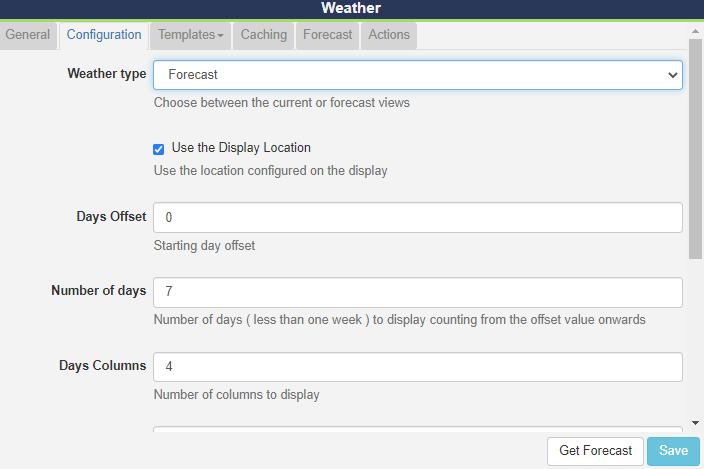 Weather
General Configuration Templates Caching Forecast Actions
Weather type Forecast
Choose between the current or forecast views
Use the Display Location
Use the location configured on the display
Days Offset 0
Starting day offset
Number of days 7
Number of days ( less than one week ) to display counting from the offset value onwards
Days Columns 4
Number of columns to display
Get Forecast Save